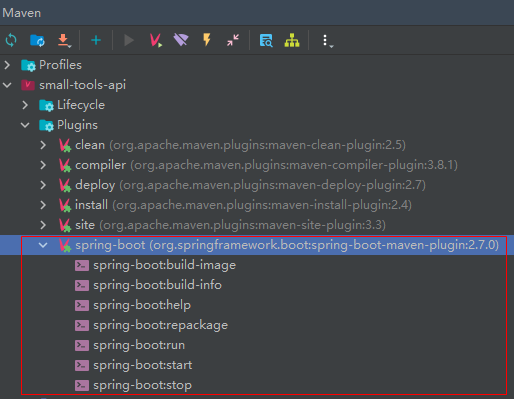 Maven
Profiles
small-tools-api
Lifecycle
Plugins
clean (org.apache.maven.plugins:maven-clean-plugin:2.5)
compiler (org.apache.maven.plugins:maven-compiler-plugin:3.8.1)
deploy (org.apache.maven.plugins:maven-deploy-plugin:2.7)
install (org.apache.maven.plugins:maven-install-plugin:2.4)
site (org.apache.maven.plugins:maven-site-plugin:3.3)
spring-boot (org.springframework.boot:spring-boot-maven-plugin:2.7.0)
spring-boot:build-image
spring-boot:build-info
spring-boot:help
spring-boot:repackage
spring-boot:run
spring-boot:start
spring-boot:stop